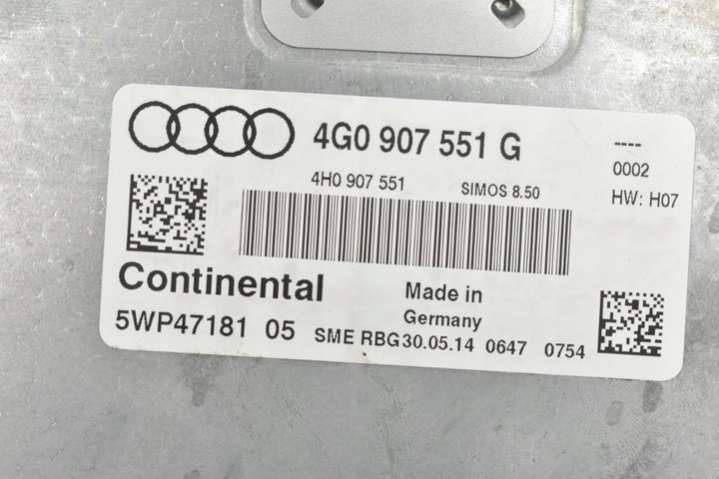 4G0 907 551 G
----
0002
4H0 907 551
SIMOS 8.50
HW: H07
Continental
Made in
Germany
5WP47181 05
SME RBG30.05.14 0647 0754